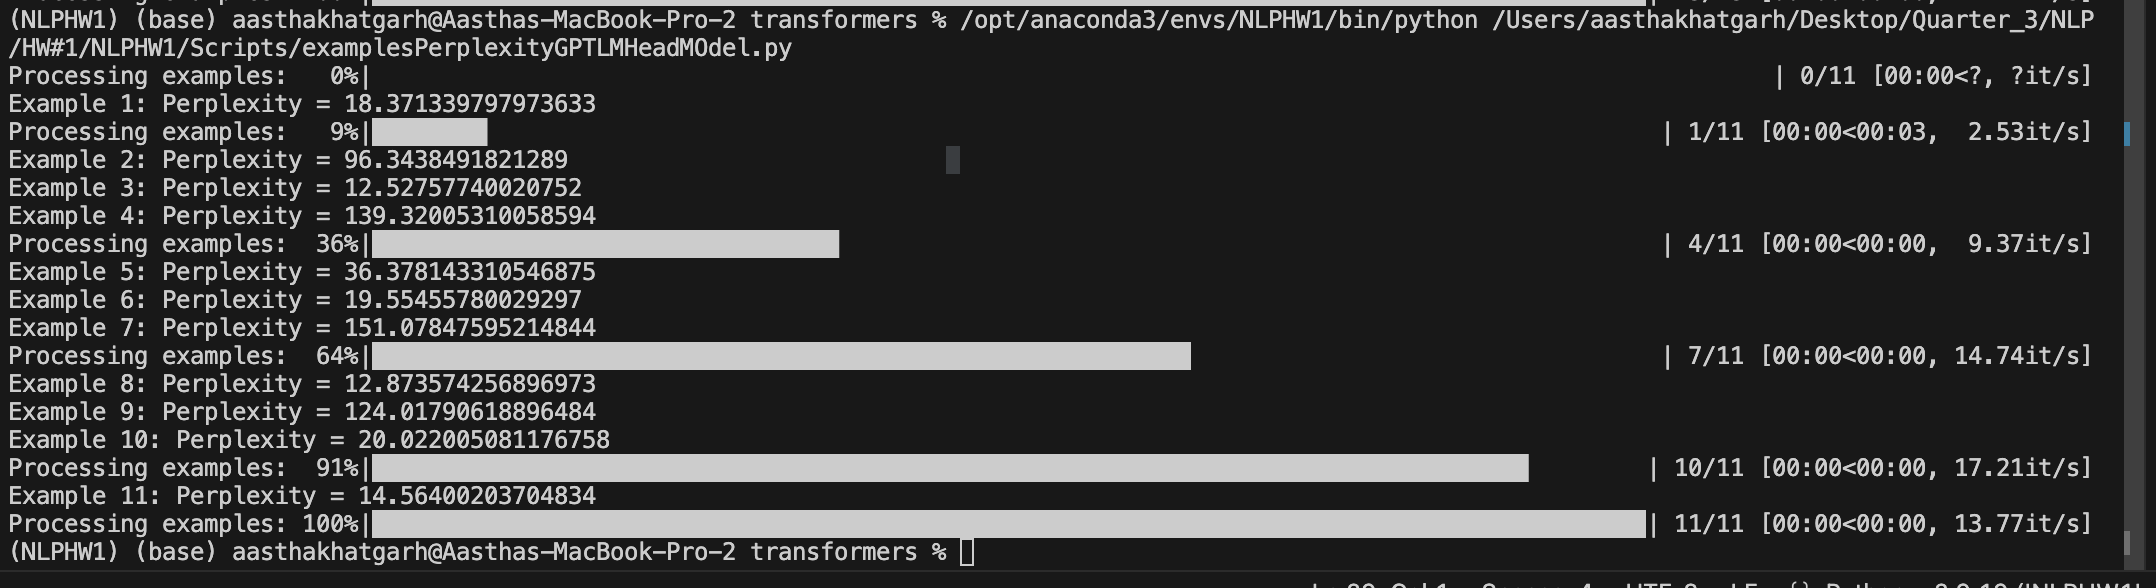 (NLPHW1) (base) aasthakhatgarh@Aasthas-MacBook-Pro-2 transformers % /opt/anaconda3/envs/NLPHW1/bin/python /Users/aasthakhatgarh/Desktop/Quarter_3/NLP
/HW#1/NLPHW1/Scripts/examplesPerplexityGPTLMHeadMOdel.py
Processing examples:   0%| | 0/11 [00:00<?, ?it/s]
Example 1: Perplexity = 18.371339797973633
Processing examples:   9%| | 1/11 [00:00<00:03,  2.53it/s]
Example 2: Perplexity = 96.3438491821289
Example 3: Perplexity = 12.52757740020752
Example 4: Perplexity = 139.32005310058594
Processing examples:  36%| | 4/11 [00:00<00:00,  9.37it/s]
Example 5: Perplexity = 36.378143310546875
Example 6: Perplexity = 19.55455780029297
Example 7: Perplexity = 151.07847595214844
Processing examples:  64%| | 7/11 [00:00<00:00, 14.74it/s]
Example 8: Perplexity = 12.873574256896973
Example 9: Perplexity = 124.01790618896484
Example 10: Perplexity = 20.022005081176758
Processing examples:  91%| | 10/11 [00:00<00:00, 17.21it/s]
Example 11: Perplexity = 14.56400203704834
Processing examples: 100%| | 11/11 [00:00<00:00, 13.77it/s]
(NLPHW1) (base) aasthakhatgarh@Aasthas-MacBook-Pro-2 transformers %